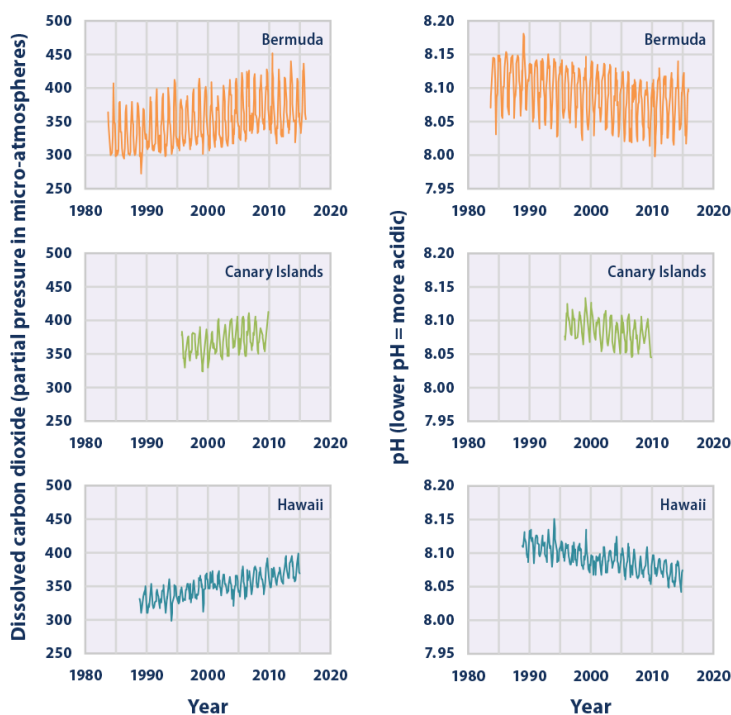 Dissolved carbon dioxide (partial pressure in micro-atmospheres)
pH (lower pH = more acidic)
500
450
400
350
300
250
Bermuda
1980 1990 2000 2010 2020
8.20
8.15
8.10
8.05
8.00
7.95
Bermuda
1980 1990 2000 2010 2020
500
450
400
350
300
250
Canary Islands
1980 1990 2000 2010 2020
8.20
8.15
8.10
8.05
8.00
7.95
Canary Islands
1980 1990 2000 2010 2020
500
450
400
350
300
250
Hawaii
1980 1990 2000 2010 2020
Year
8.20
8.15
8.10
8.05
8.00
7.95
Hawaii
1980 1990 2000 2010 2020
Year